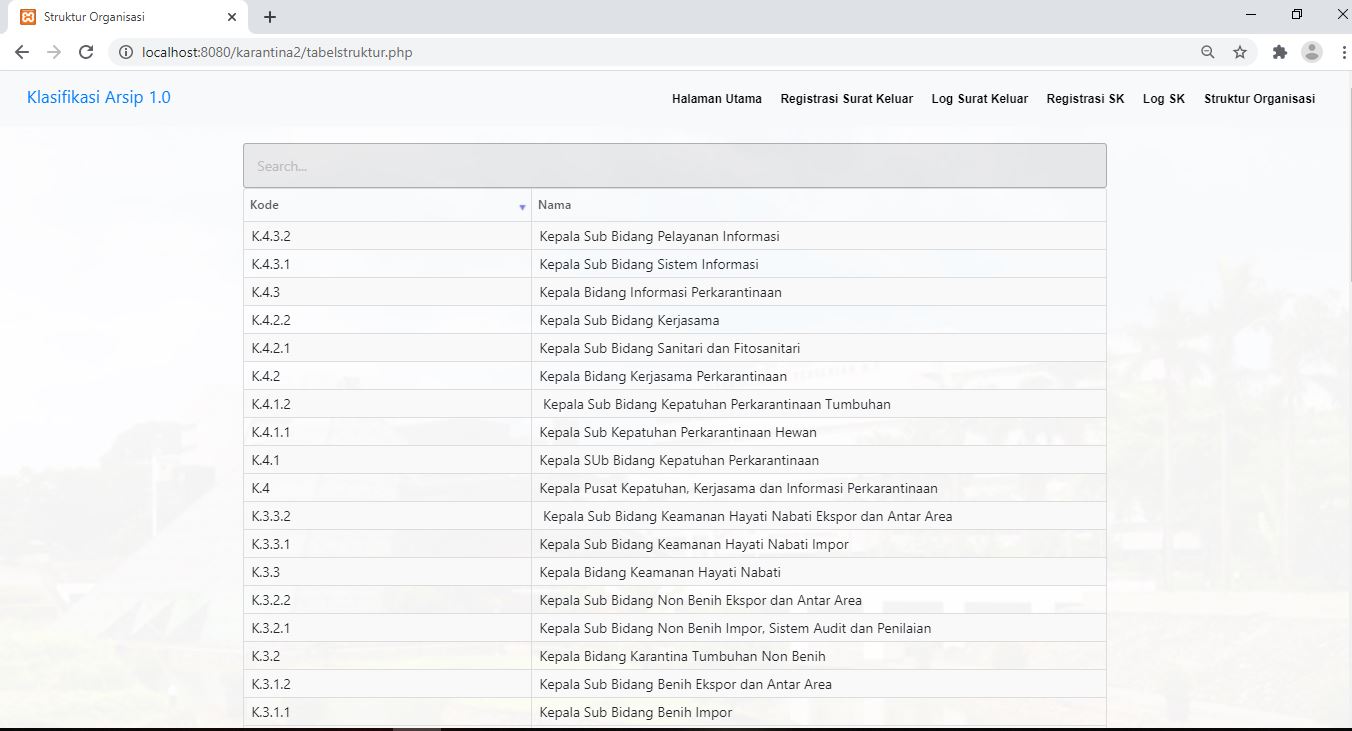 Struktur Organisasi
localhost:8080/karantina2/tabelstruktur.php
Klasifikasi Arsip 1.0
Halaman Utama Registrasi Surat Keluar Log Surat Keluar Registrasi SK Log SK Struktur Organisasi
Search...
Kode Nama
K.4.3.2 Kepala Sub Bidang Pelayanan Informasi
K.4.3.1 Kepala Sub Bidang Sistem Informasi
K.4.3 Kepala Bidang Informasi Perkarantinaan
K.4.2.2 Kepala Sub Bidang Kerjasama
K.4.2.1 Kepala Sub Bidang Sanitari dan Fitosanitari
K.4.2 Kepala Bidang Kerjasama Perkarantinaan
K.4.1.2 Kepala Sub Bidang Kepatuhan Perkarantinaan Tumbuhan
K.4.1.1 Kepala Sub Kepatuhan Perkarantinaan Hewan
K.4.1 Kepala SUb Bidang Kepatuhan Perkarantinaan
K.4 Kepala Pusat Kepatuhan, Kerjasama dan Informasi Perkarantinaan
K.3.3.2 Kepala Sub Bidang Keamanan Hayati Nabati Ekspor dan Antar Area
K.3.3.1 Kepala Sub Bidang Keamanan Hayati Nabati Impor
K.3.3 Kepala Bidang Keamanan Hayati Nabati
K.3.2.2 Kepala Sub Bidang Non Benih Ekspor dan Antar Area
K.3.2.1 Kepala Sub Bidang Non Benih Impor, Sistem Audit dan Penilaian
K.3.2 Kepala Bidang Karantina Tumbuhan Non Benih
K.3.1.2 Kepala Sub Bidang Benih Ekspor dan Antar Area
K.3.1.1 Kepala Sub Bidang Benih Impor